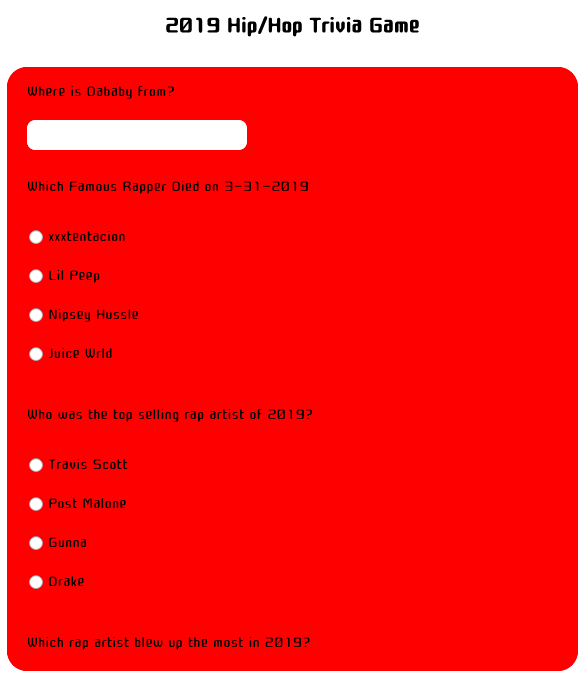 2019 Hip/Hop Trivia Game
Where is Dababy from?
Which Famous Rapper Died on 3-31-2019
xxxtentacion
Lil Peep
Nipsey Hussle
Juice Wrld
Who was the top selling rap artist of 2019?
Travis Scott
Post Malone
Gunna
Drake
Which rap artist blew up the most in 2019?